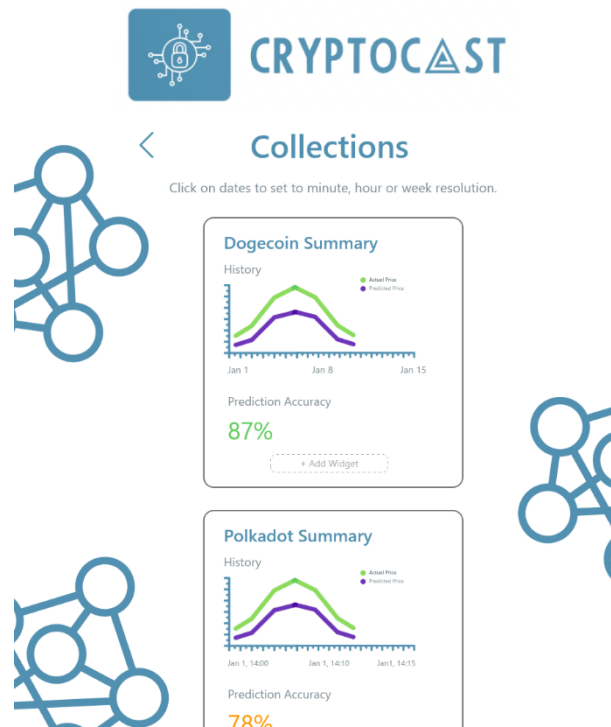 CRYPTOCAST
Collections
Click on dates to set to minute, hour or week resolution.
Dogecoin Summary
History
Actual Price
Predicted Price
Jan 1 Jan 8 Jan 15
Prediction Accuracy
87%
+ Add Widget
Polkadot Summary
History
Actual Price
Predicted Price
Jan 1, 14:00 Jan 1, 14:10 Jan1, 14:15
Prediction Accuracy
78%